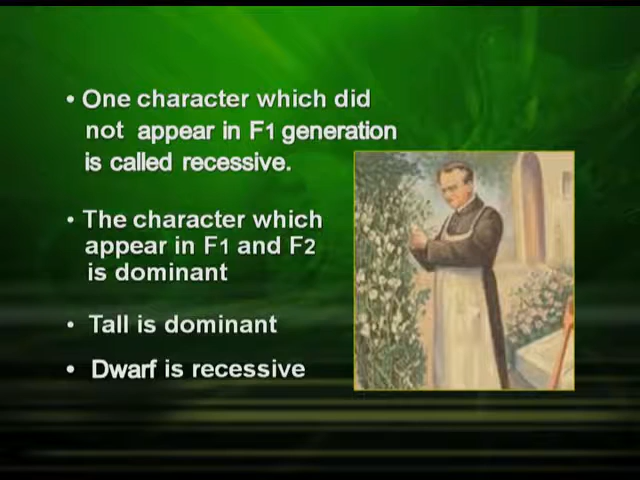 • One character which did
not appear in F1 generation
is called recessive.
• The character which
appear in F1 and F2
is dominant
• Tall is dominant
• Dwarf is recessive